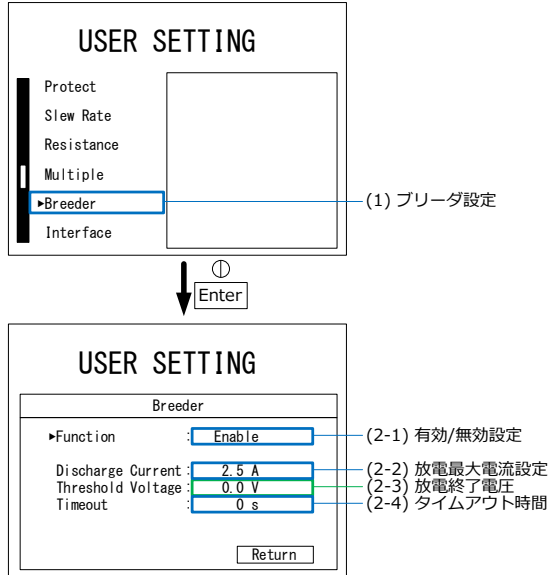 USER SETTING
Protect
Slew Rate
Resistance
Multiple
▶Breeder
Interface
(1) ブリーダ設定
Enter
USER SETTING
Breeder
▶Function : Enable
(2-1) 有効/無効設定
Discharge Current: 2.5 A
(2-2) 放電最大電流設定
Threshold Voltage: 0.0 V
(2-3) 放電終了電圧
Timeout : 0 s
(2-4) タイムアウト時間
Return